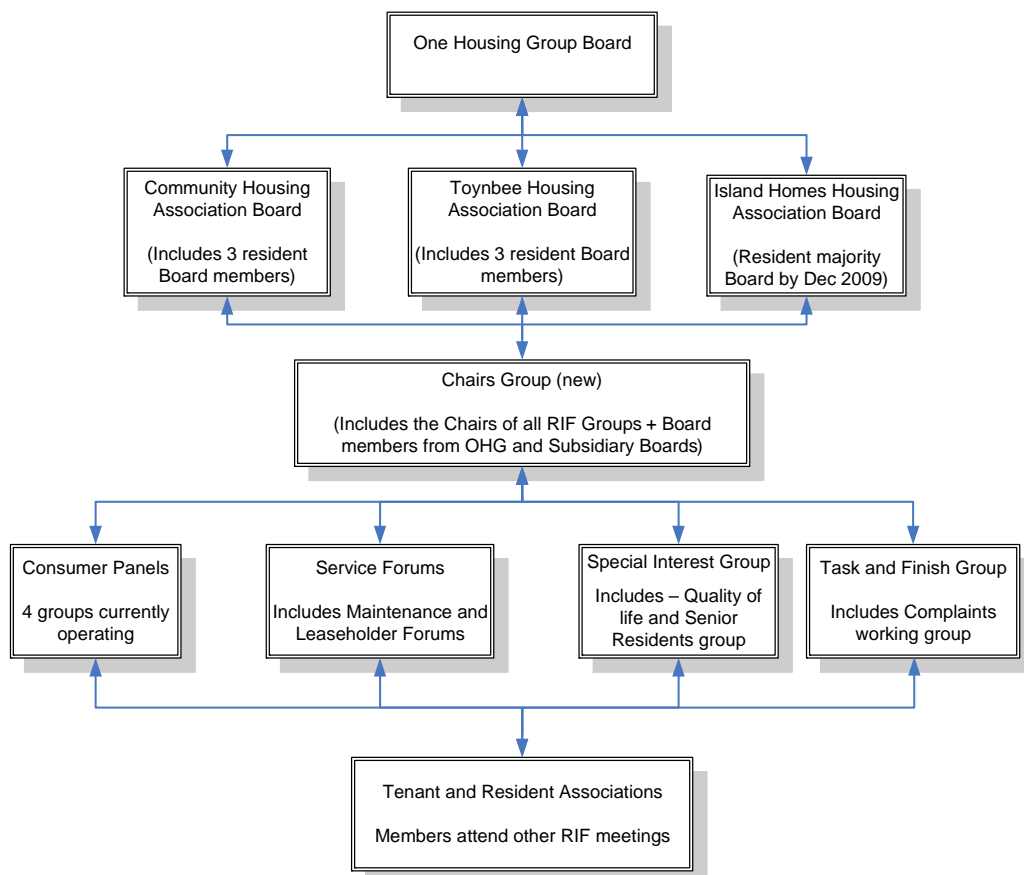 One Housing Group Board
Community Housing
Association Board
(Includes 3 resident
Board members)
Toynbee Housing
Association Board
(Includes 3 resident Board
members)
Island Homes Housing
Association Board
(Resident majority
Board by Dec 2009)
Chairs Group (new)
(Includes the Chairs of all RIF Groups + Board
members from OHG and Subsidiary Boards)
Consumer Panels
4 groups currently
operating
Service Forums
Includes Maintenance and
Leaseholder Forums
Special Interest Group
Includes – Quality of
life and Senior
Residents group
Task and Finish Group
Includes Complaints
working group
Tenant and Resident Associations
Members attend other RIF meetings